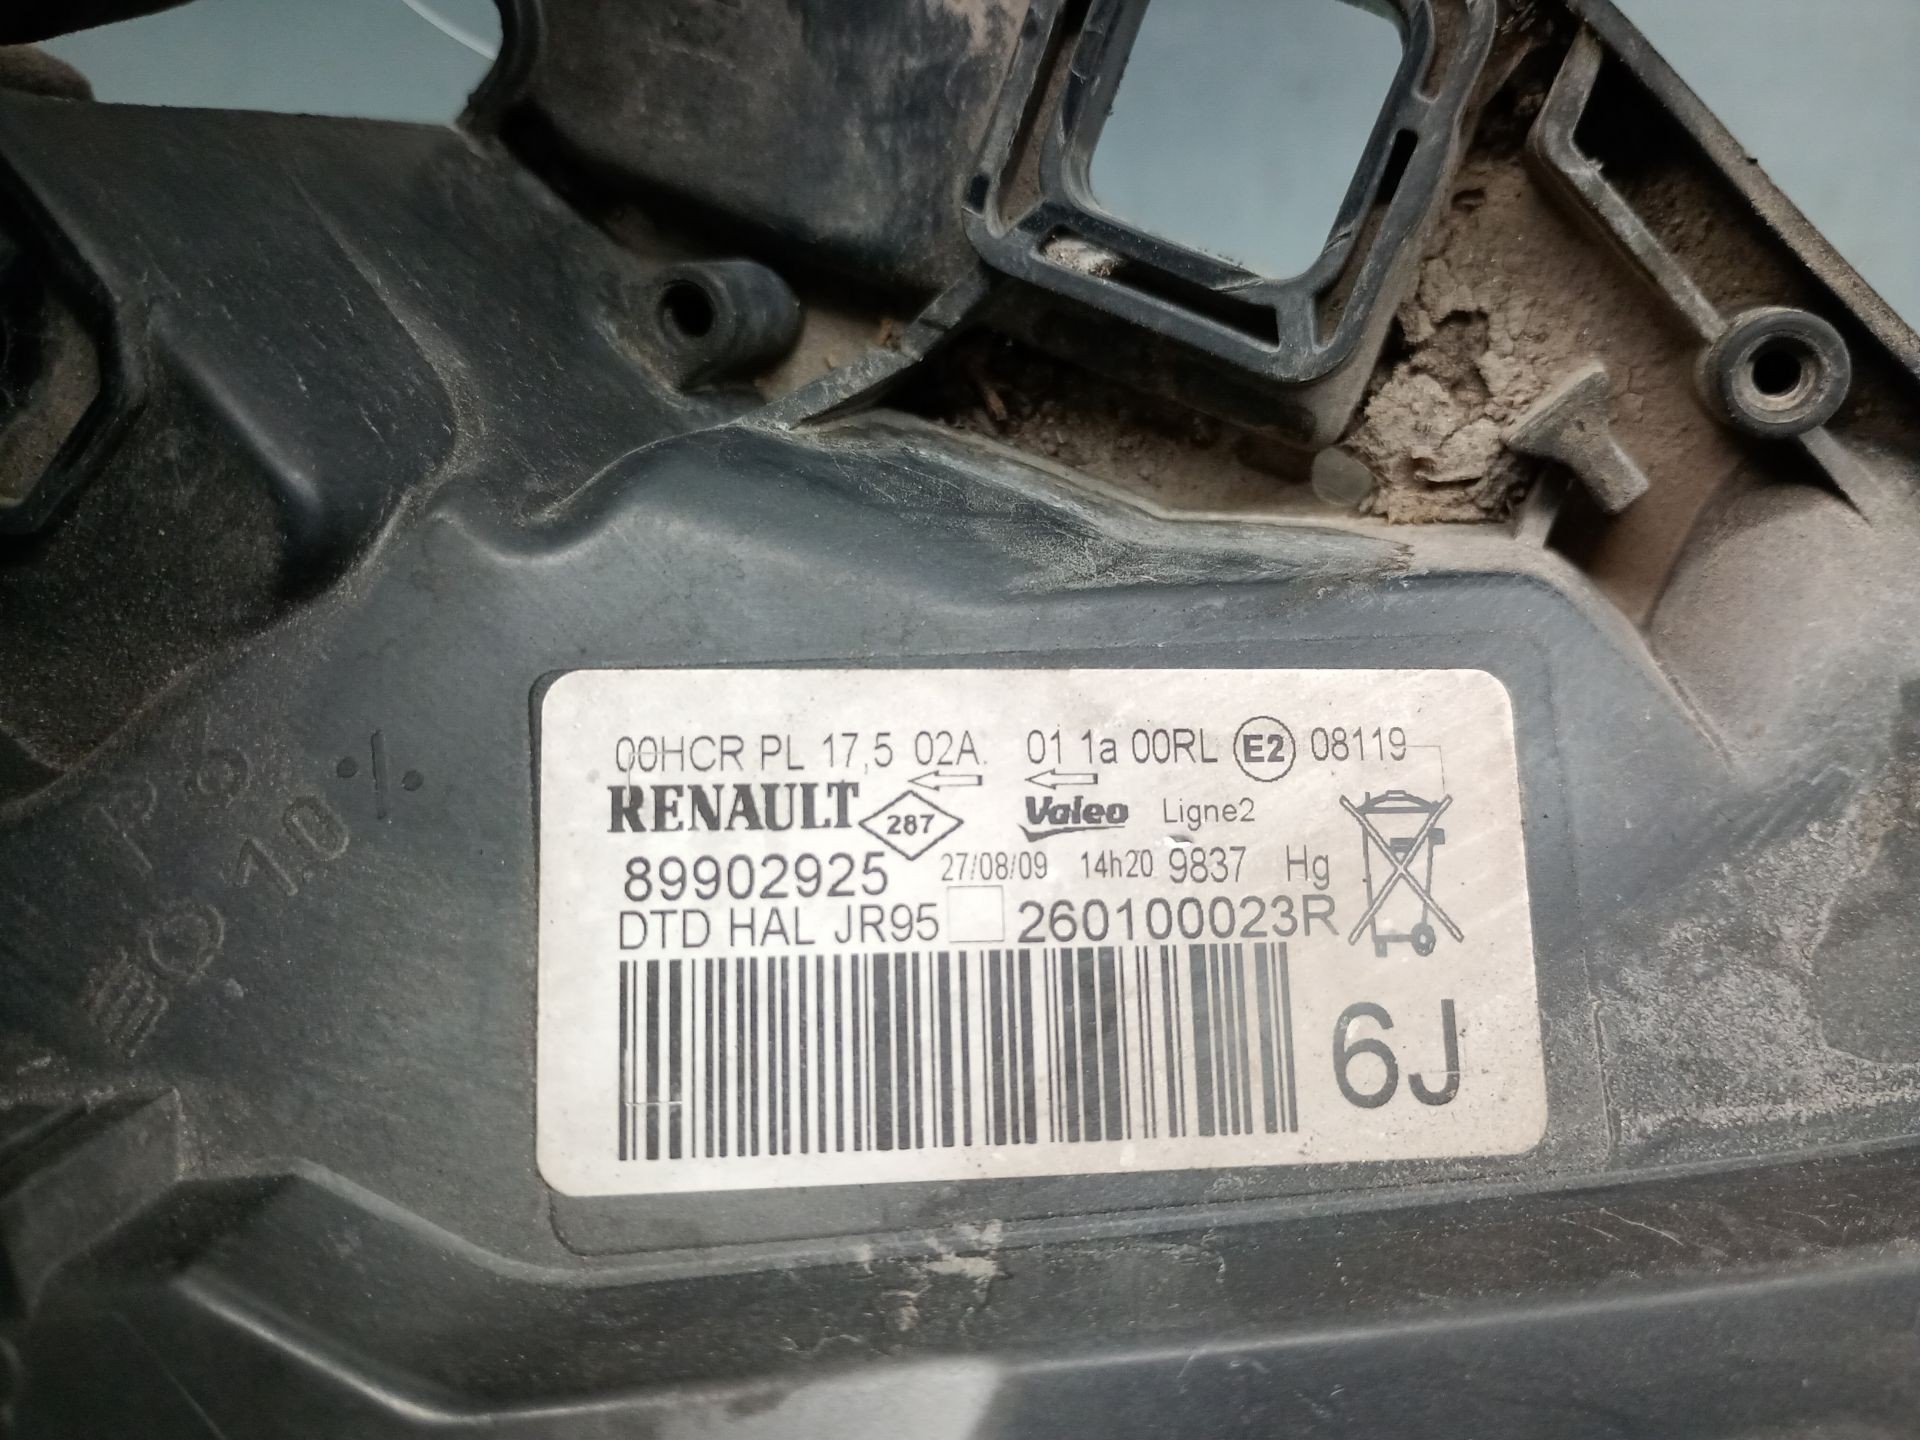 00HCR PL 17,5 02A 01 1a 00RL E2 08119
RENAULT 287 Valeo Ligne2
89902925 27/08/09 14h20 9837 Hg
DTD HAL JR95 260100023R
6J